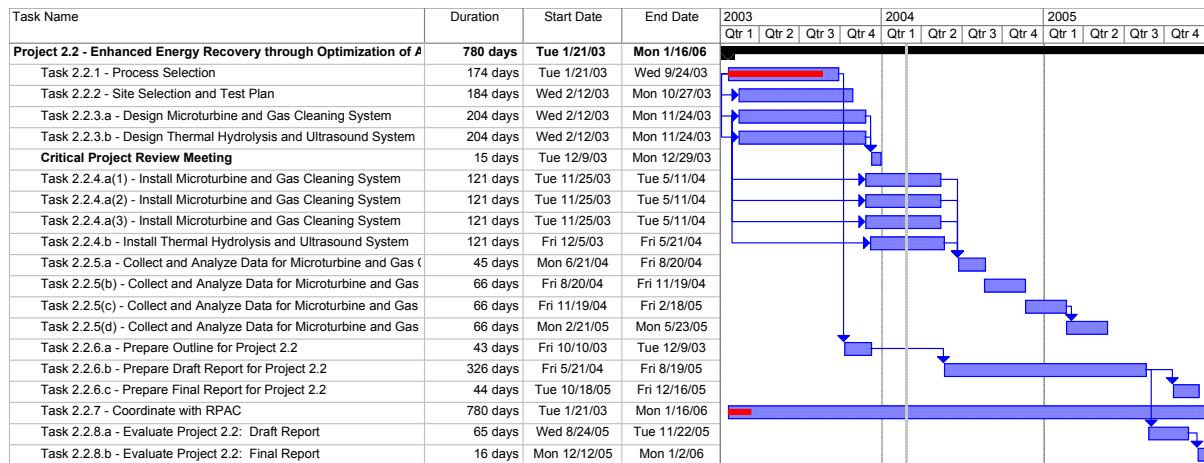 Task Name Duration Start Date End Date 2003 2004 2005
Qtr 1 Qtr 2 Qtr 3 Qtr 4 Qtr 1 Qtr 2 Qtr 3 Qtr 4 Qtr 1 Qtr 2 Qtr 3 Qtr 4
Project 2.2 - Enhanced Energy Recovery through Optimization of A 780 days Tue 1/21/03 Mon 1/16/06
Task 2.2.1 - Process Selection 174 days Tue 1/21/03 Wed 9/24/03
Task 2.2.2 - Site Selection and Test Plan 184 days Wed 2/12/03 Mon 10/27/03
Task 2.2.3.a - Design Microturbine and Gas Cleaning System 204 days Wed 2/12/03 Mon 11/24/03
Task 2.2.3.b - Design Thermal Hydrolysis and Ultrasound System 204 days Wed 2/12/03 Mon 11/24/03
Critical Project Review Meeting 15 days Tue 12/9/03 Mon 12/29/03
Task 2.2.4.a(1) - Install Microturbine and Gas Cleaning System 121 days Tue 11/25/03 Tue 5/11/04
Task 2.2.4.a(2) - Install Microturbine and Gas Cleaning System 121 days Tue 11/25/03 Tue 5/11/04
Task 2.2.4.a(3) - Install Microturbine and Gas Cleaning System 121 days Tue 11/25/03 Tue 5/11/04
Task 2.2.4.b - Install Thermal Hydrolysis and Ultrasound System 121 days Fri 12/5/03 Fri 5/21/04
Task 2.2.5.a - Collect and Analyze Data for Microturbine and Gas 45 days Mon 6/21/04 Fri 8/20/04
Task 2.2.5(b) - Collect and Analyze Data for Microturbine and Gas 66 days Fri 8/20/04 Fri 11/19/04
Task 2.2.5(c) - Collect and Analyze Data for Microturbine and Gas 66 days Fri 11/19/04 Fri 2/18/05
Task 2.2.5(d) - Collect and Analyze Data for Microturbine and Gas 66 days Mon 2/21/05 Mon 5/23/05
Task 2.2.6.a - Prepare Outline for Project 2.2 43 days Fri 10/10/03 Tue 12/9/03
Task 2.2.6.b - Prepare Draft Report for Project 2.2 326 days Fri 5/21/04 Fri 8/19/05
Task 2.2.6.c - Prepare Final Report for Project 2.2 44 days Tue 10/18/05 Fri 12/16/05
Task 2.2.7 - Coordinate with RPAC 780 days Tue 1/21/03 Mon 1/16/06
Task 2.2.8.a - Evaluate Project 2.2: Draft Report 65 days Wed 8/24/05 Tue 11/22/05
Task 2.2.8.b - Evaluate Project 2.2: Final Report 16 days Mon 12/12/05 Mon 1/2/06